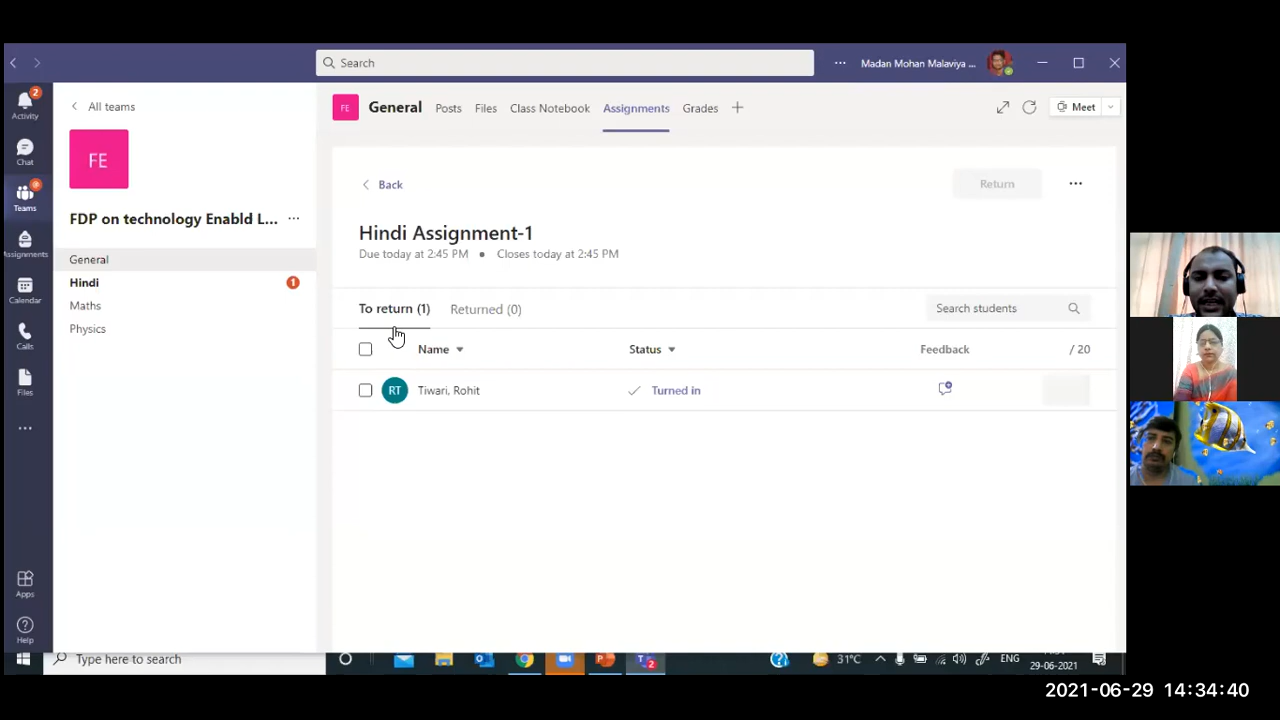 Search
Madan Mohan Malaviya ...
2
Activity
Chat
Teams
Assignments
Calendar
Calls
Files
Apps
Help
All teams
FE
FDP on technology Enabld L...
General
Hindi
1
Maths
Physics
FE
General
Posts
Files
Class Notebook
Assignments
Grades
Meet
Back
Return
Hindi Assignment-1
Due today at 2:45 PM • Closes today at 2:45 PM
To return (1)
Returned (0)
Search students
Name
Status
Feedback
/ 20
RT
Tiwari, Rohit
Turned in
Type here to search
2
31°C
ENG
29-06-2021
2021-06-29 14:34:40